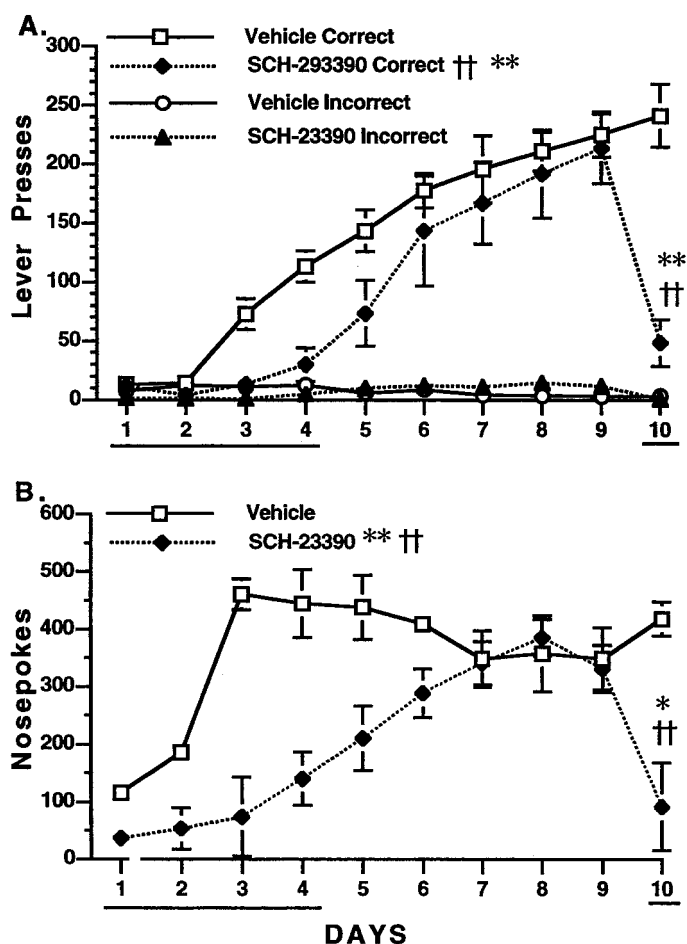 A.
Vehicle Correct
SCH-293390 Correct †† **
Vehicle Incorrect
SCH-23390 Incorrect
Lever Presses
300
250
200
150
100
50
0
**
††
1 2 3 4 5 6 7 8 9 10
B.
Vehicle
SCH-23390 ** ††
Nosepokes
600
500
400
300
200
100
0
*
††
1 2 3 4 5 6 7 8 9 10
DAYS